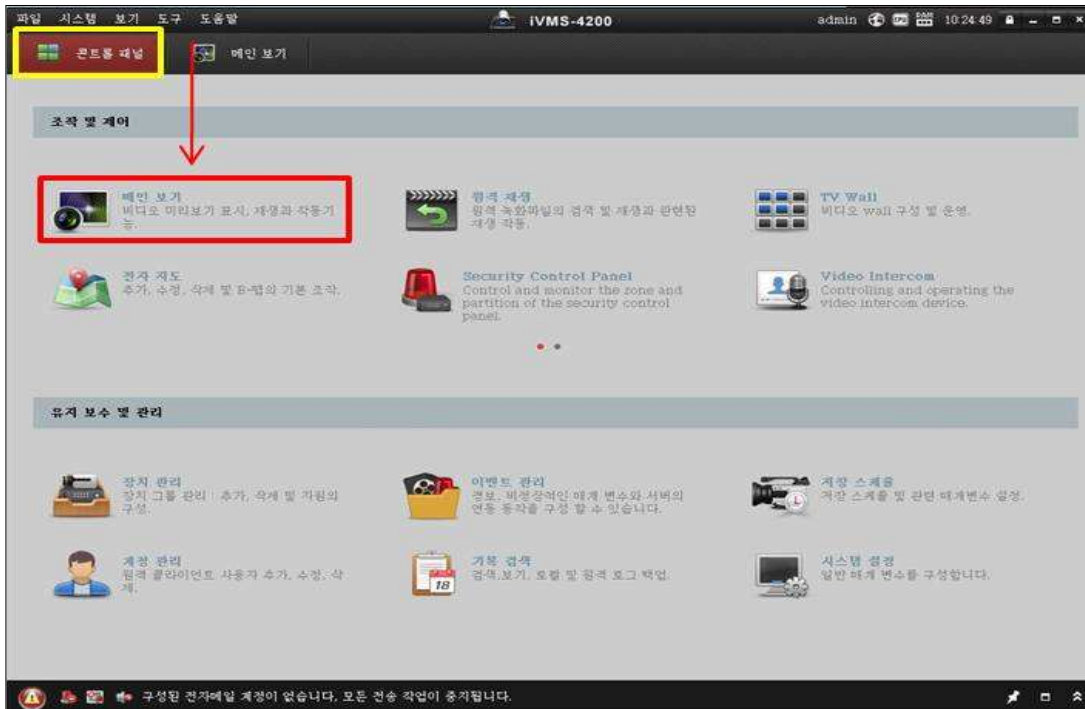 파일 시스템 보기 도구 도움말
iVMS-4200
admin
10:24:49
콘트롤 패널
메인 보기
조작 및 제어
메인 보기
비디오 미리보기 표시, 재생과 작동기
능.
원격 재생
원격 녹화파일의 검색 및 재생과 관련된
재생 작동.
TV Wall
비디오 wall 구성 및 운영.
전자 지도
추가, 수정, 삭제 및 E-맵의 기본 조작.
Security Control Panel
Control and monitor the zone and
partition of the security control
panel.
Video Intercom
Controlling and operating the
video intercom device.
유지 보수 및 관리
장치 관리
장치 그룹 관리 : 추가, 삭제 및 자원의
구성.
이벤트 관리
경보, 비정상적인 매개 변수와 서버의
연동 동작을 구성 할 수 있습니다.
저장 스케줄
저장 스케줄 및 관련 매개변수 설정.
계정 관리
원격 클라이언트 사용자 추가, 수정, 삭
제.
기록 검색
검색,보기, 로컬 및 원격 로그 백업.
18
시스템 설정
일반 매개 변수를 구성합니다.
구성된 전자메일 계정이 없습니다, 모든 전송 작업이 중지됩니다.